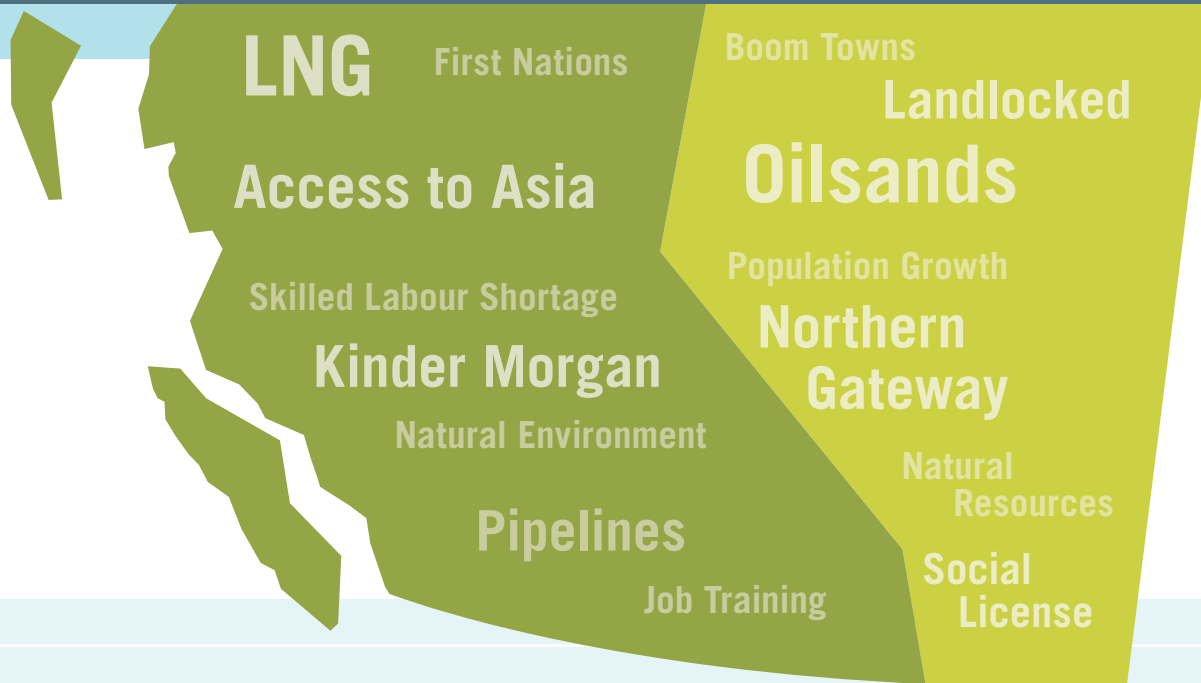 LNG
First Nations
Access to Asia
Skilled Labour Shortage
Kinder Morgan
Natural Environment
Pipelines
Job Training
Boom Towns
Landlocked
Oilsands
Population Growth
Northern
Gateway
Natural
Resources
Social
License